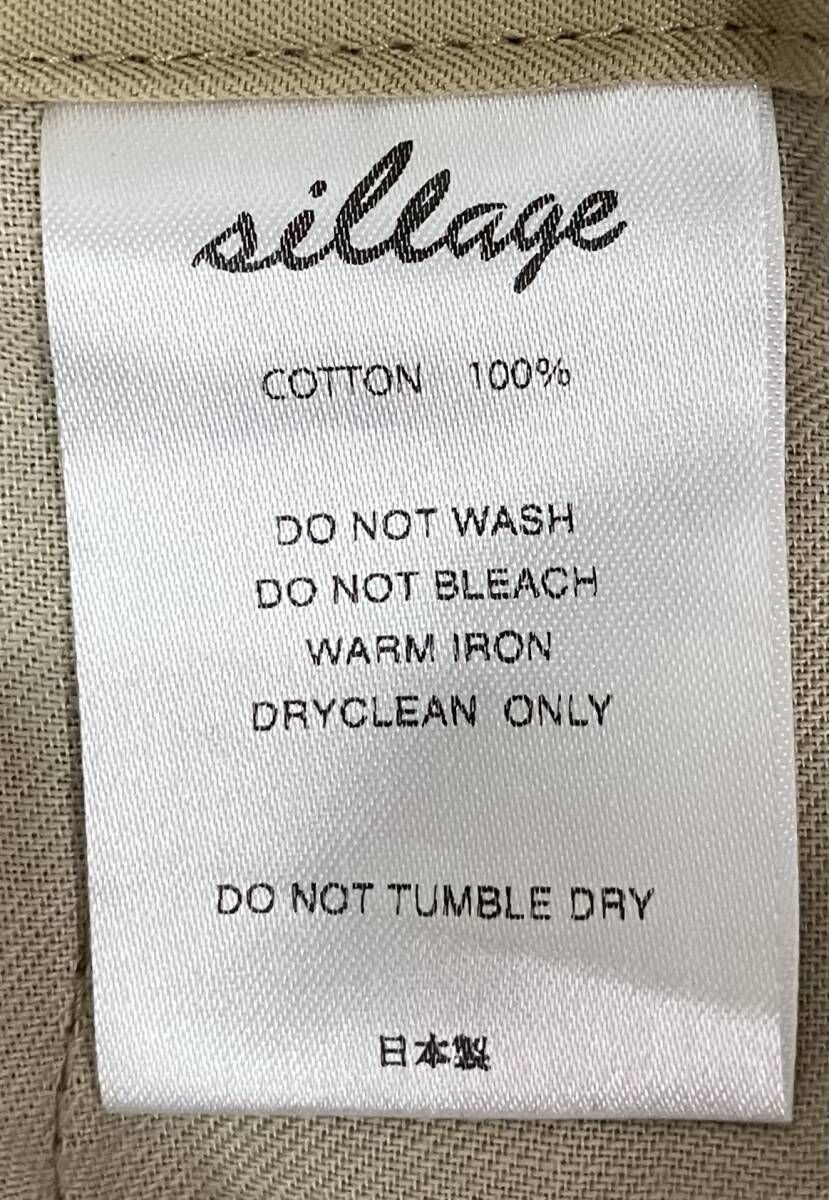 sillage
COTTON 100%
DO NOT WASH
DO NOT BLEACH
WARM IRON
DRYCLEAN ONLY
DO NOT TUMBLE DRY
日本製